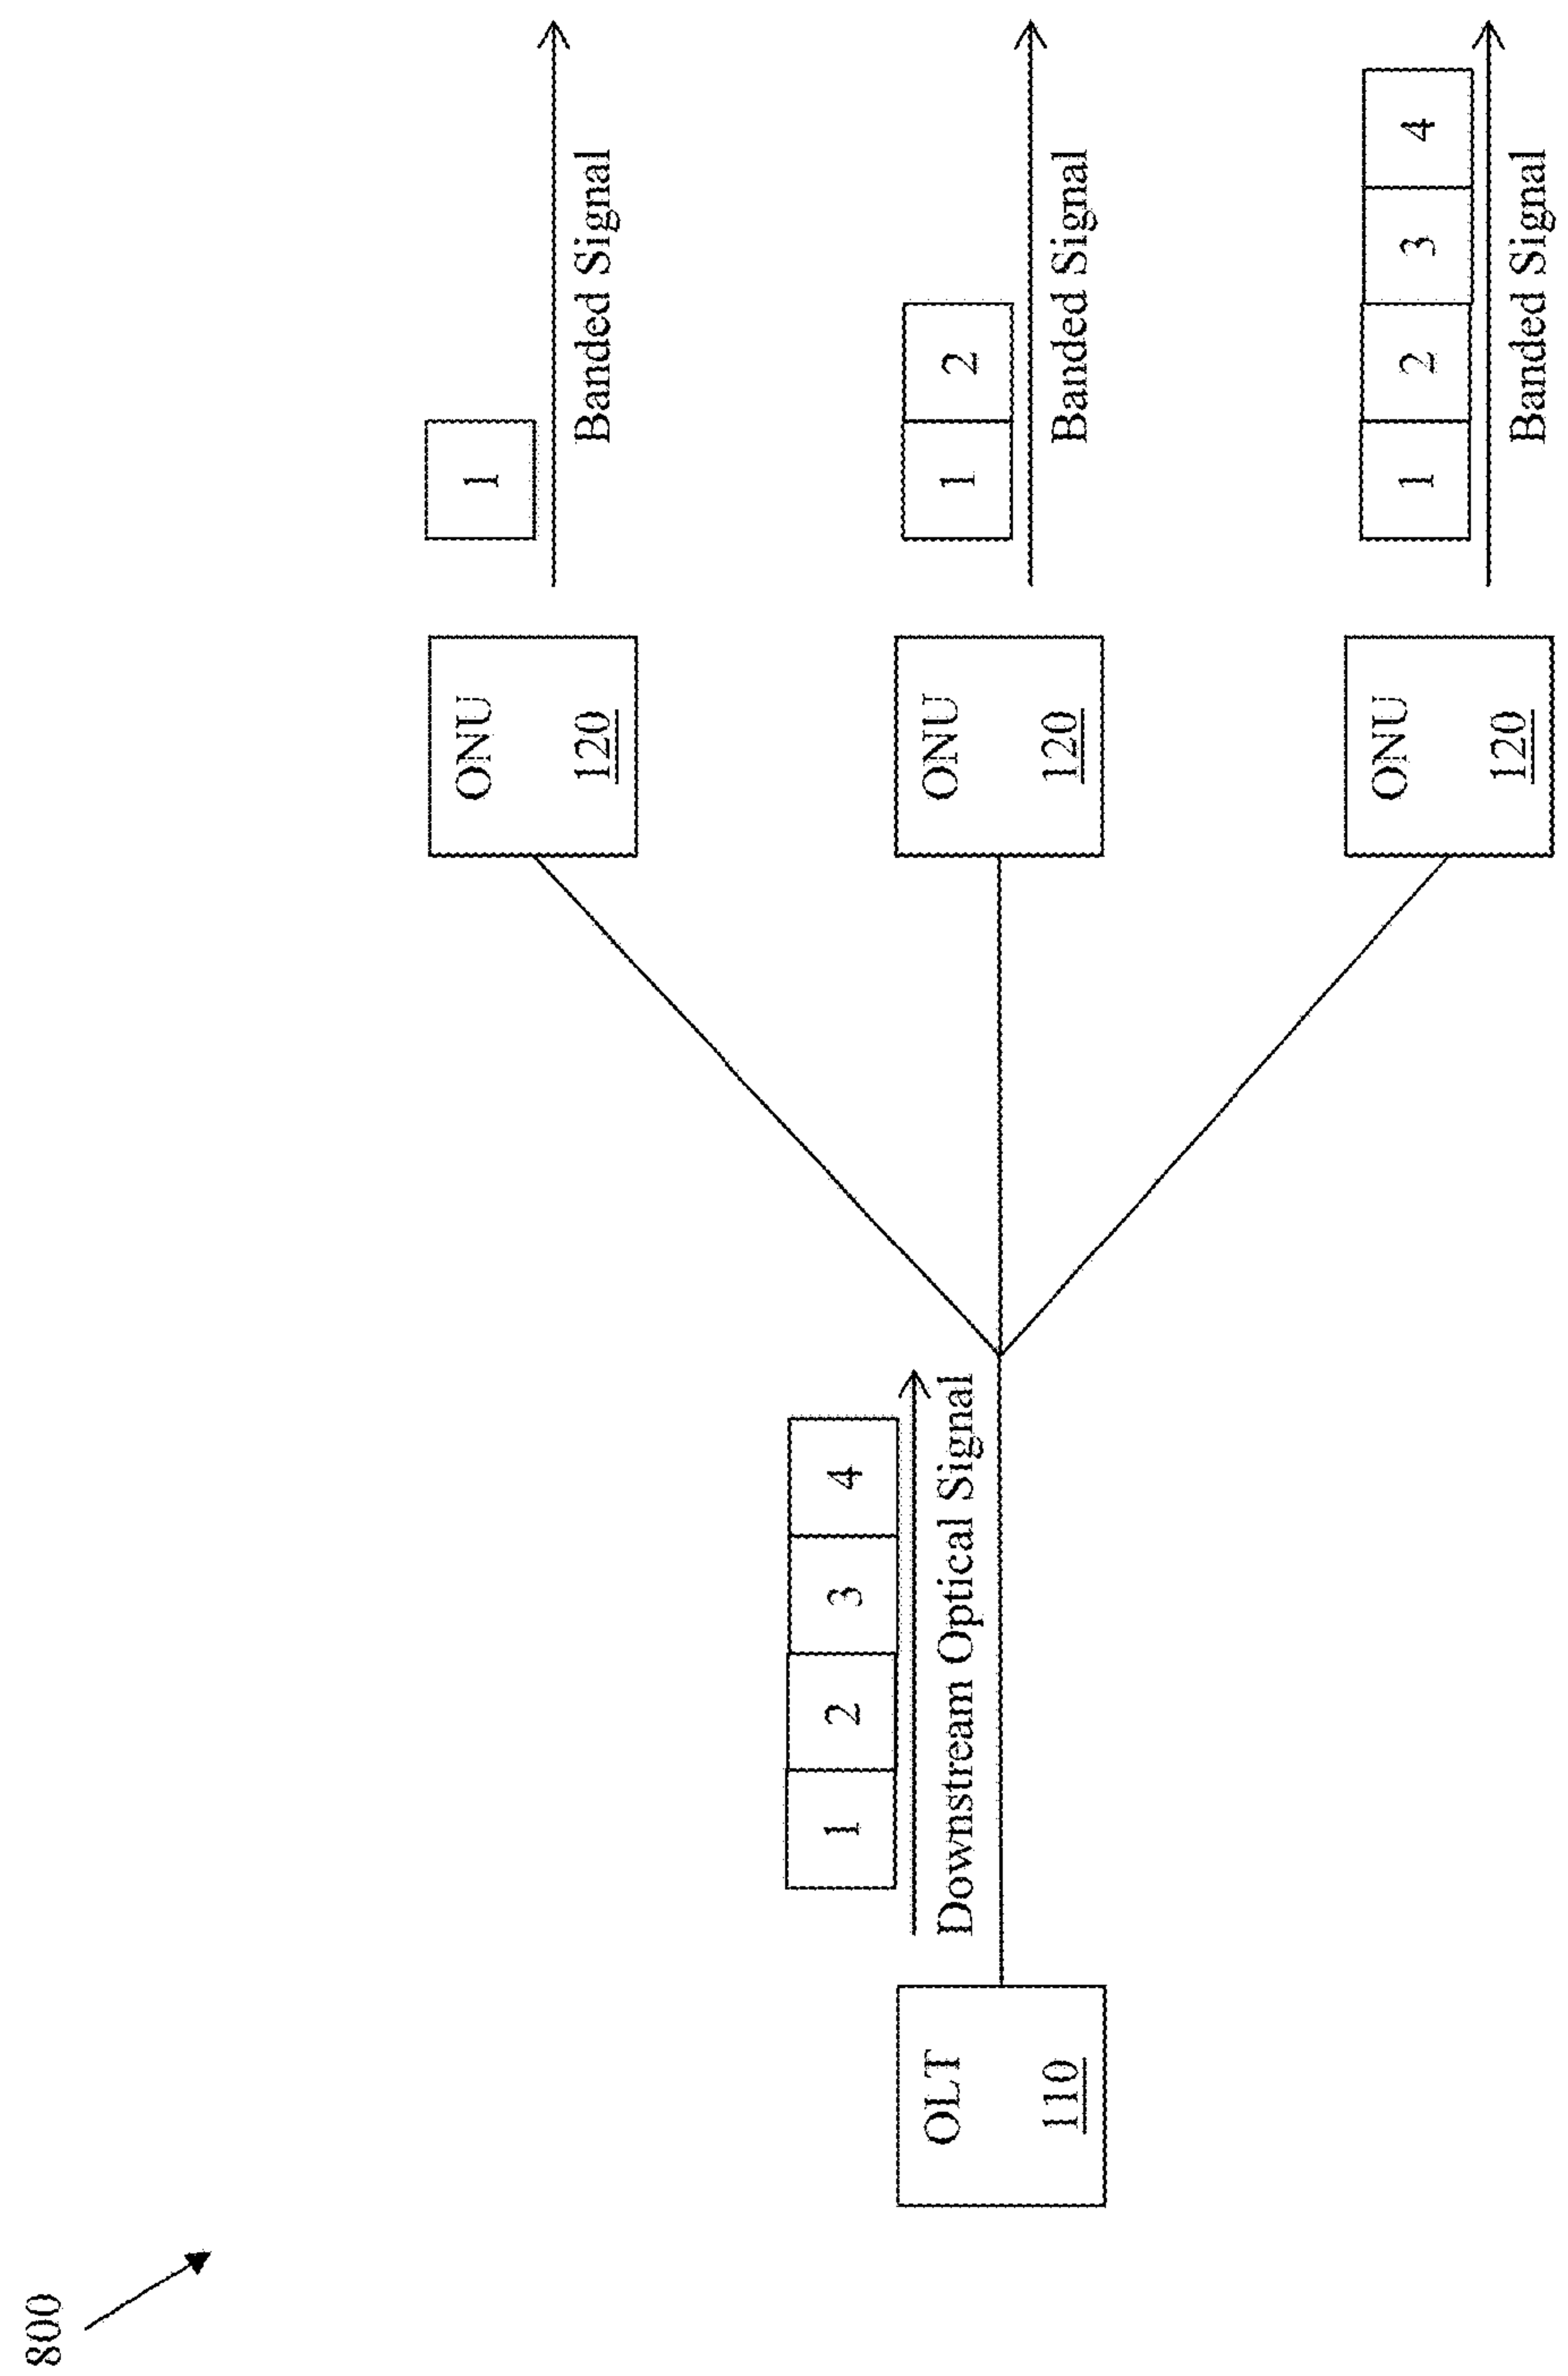 800
OLT
110
1 2 3 4
Downstream Optical Signal
ONU
120
1
Banded Signal
ONU
120
1 2
Banded Signal
ONU
120
1 2 3 4
Banded Signal